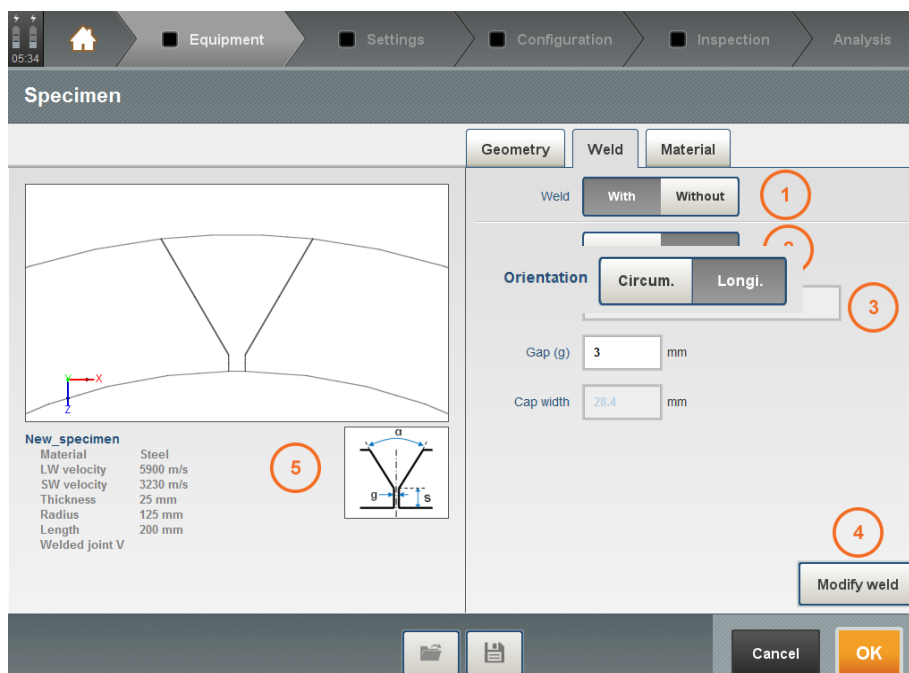 05:34
Equipment
Settings
Configuration
Inspection
Analysis
Specimen
Geometry
Weld
Material
Weld
With
Without
1
Orientation
Circum.
Longi.
3
Gap (g)
3
mm
Cap width
28.4
mm
Y
X
Z
New_specimen
Material Steel
LW velocity 5900 m/s
SW velocity 3230 m/s
Thickness 25 mm
Radius 125 mm
Length 200 mm
Welded joint V
5
α
g
s
4
Modify weld
Cancel
OK